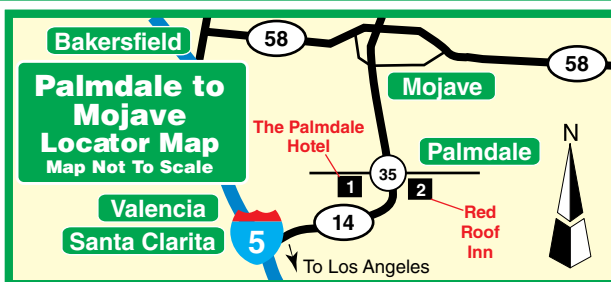 Bakersfield
58
58
Palmdale to
Mojave
Locator Map
Map Not To Scale
Mojave
The Palmdale
Hotel
35
Palmdale
1
2
N
Valencia
Santa Clarita
5
14
Red
Roof
Inn
To Los Angeles